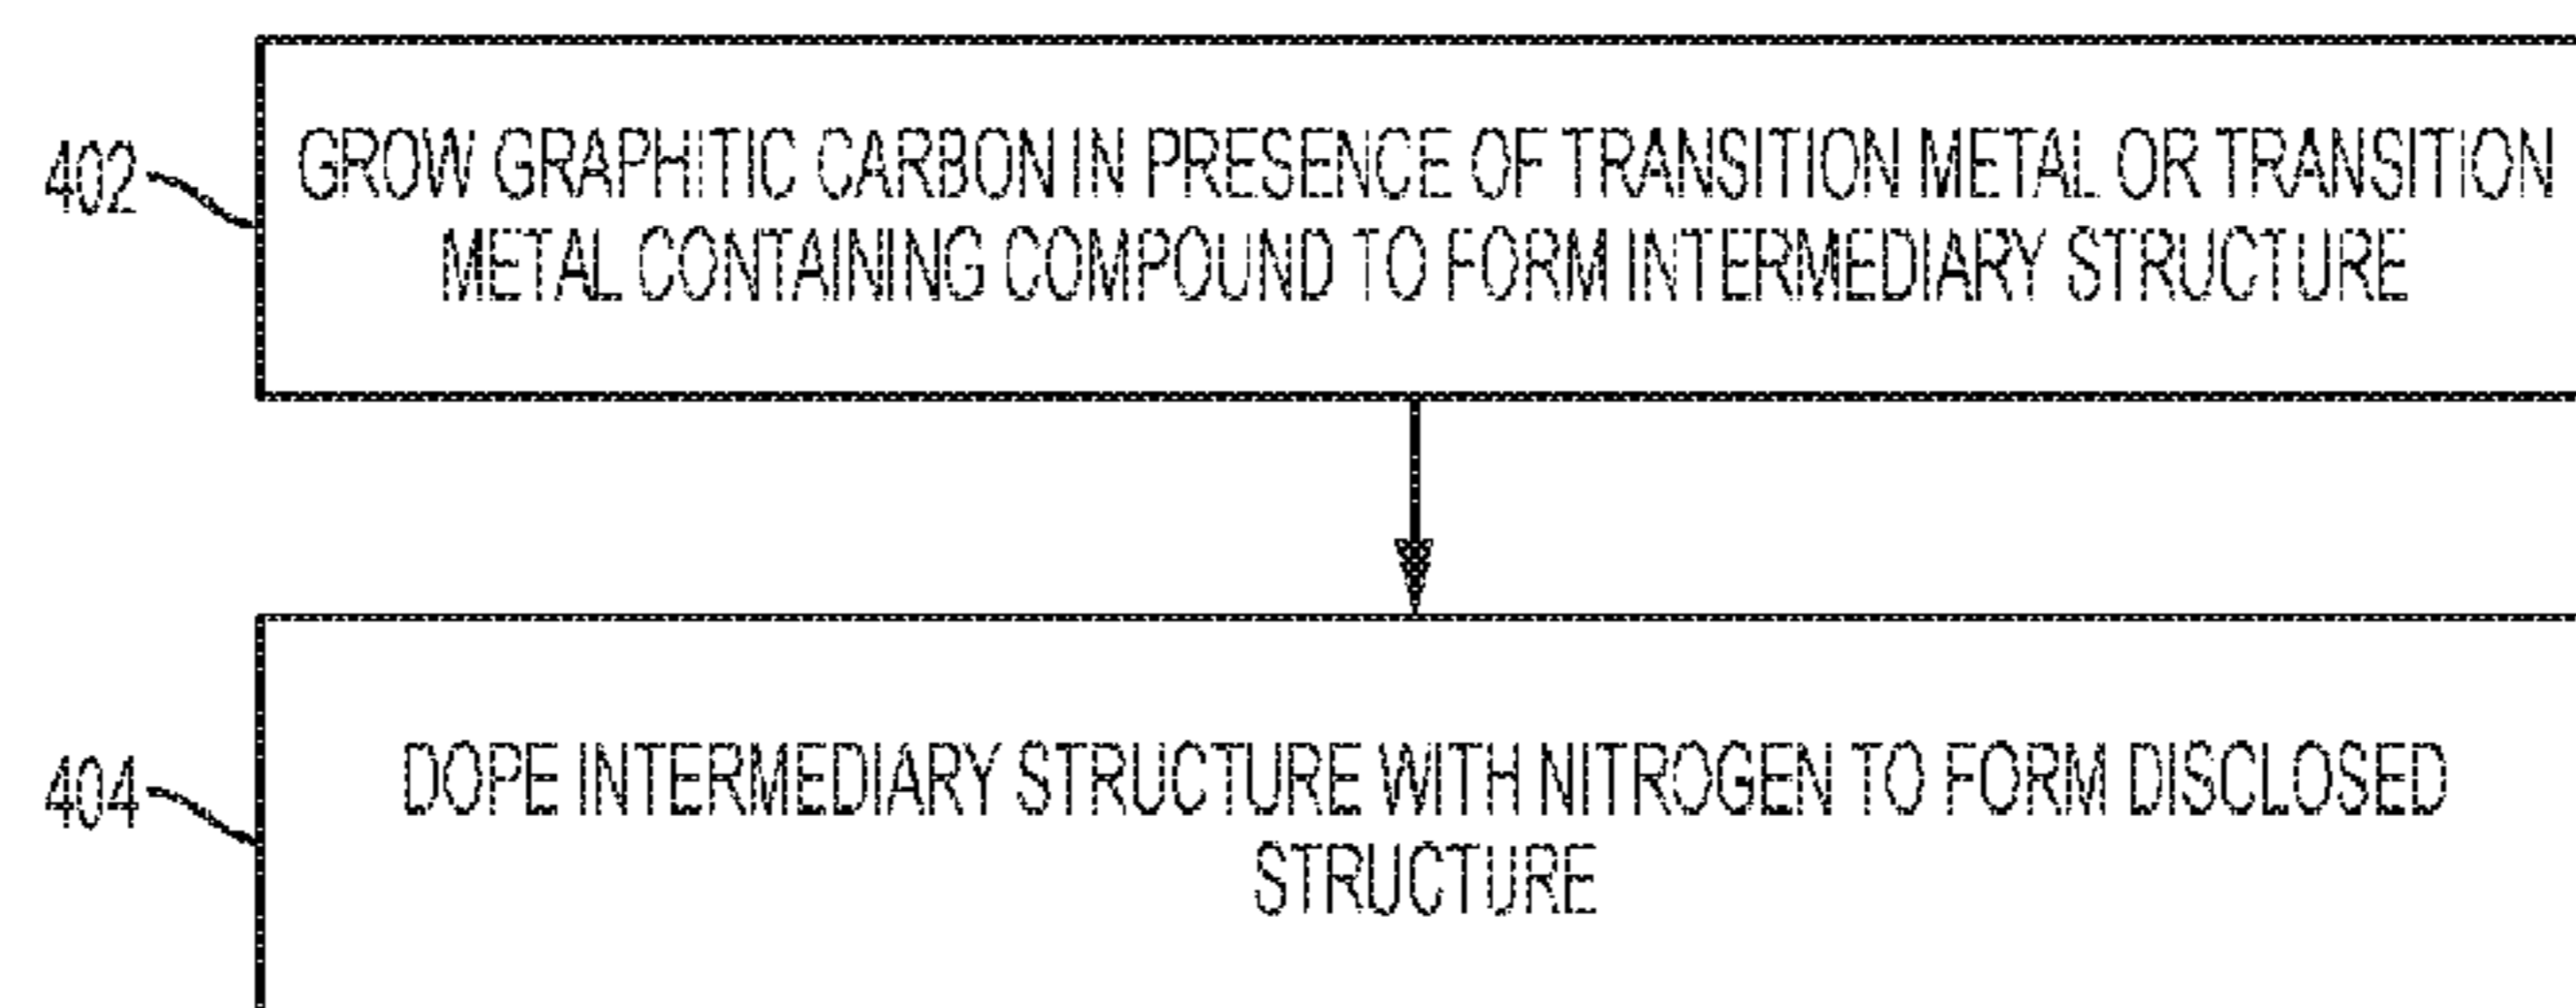 402
GROW GRAPHITIC CARBON IN PRESENCE OF TRANSITION METAL OR TRANSITION
METAL CONTAINING COMPOUND TO FORM INTERMEDIARY STRUCTURE
404
DOPE INTERMEDIARY STRUCTURE WITH NITROGEN TO FORM DISCLOSED
STRUCTURE